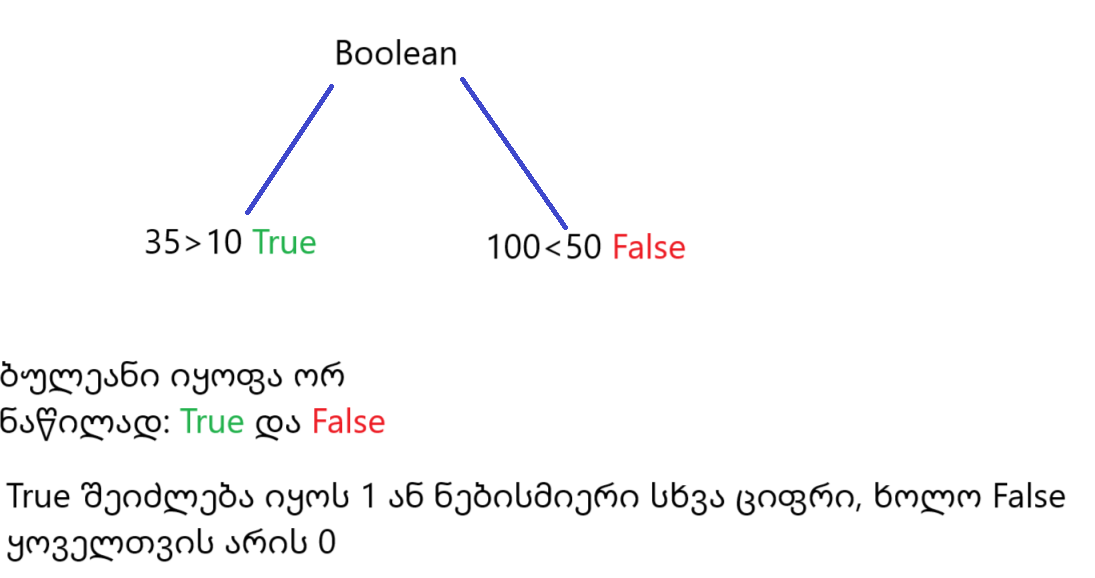 Boolean
35>10 True
100<50 False
ბულეანი იყოფა ორ
ნაწილად: True და False
True შეიძლება იყოს 1 ან ნებისმიერი სხვა ციფრი, ხოლო False
ყოველთვის არის 0